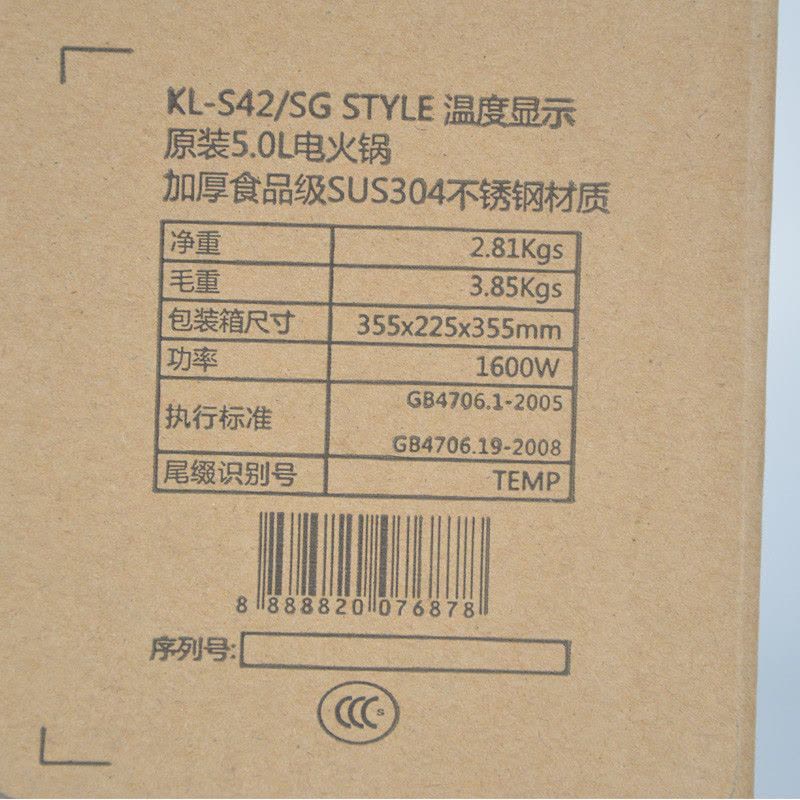 KL-S42/SG STYLE 温度显示
原装5.0L电火锅
加厚食品级SUS304不锈钢材质
净重 2.81Kgs
毛重 3.85Kgs
包装箱尺寸 355x225x355mm
功率 1600W
执行标准 GB4706.1-2005
GB4706.19-2008
尾缀识别号 TEMP
8 888820 076878
序列号:
CCC S